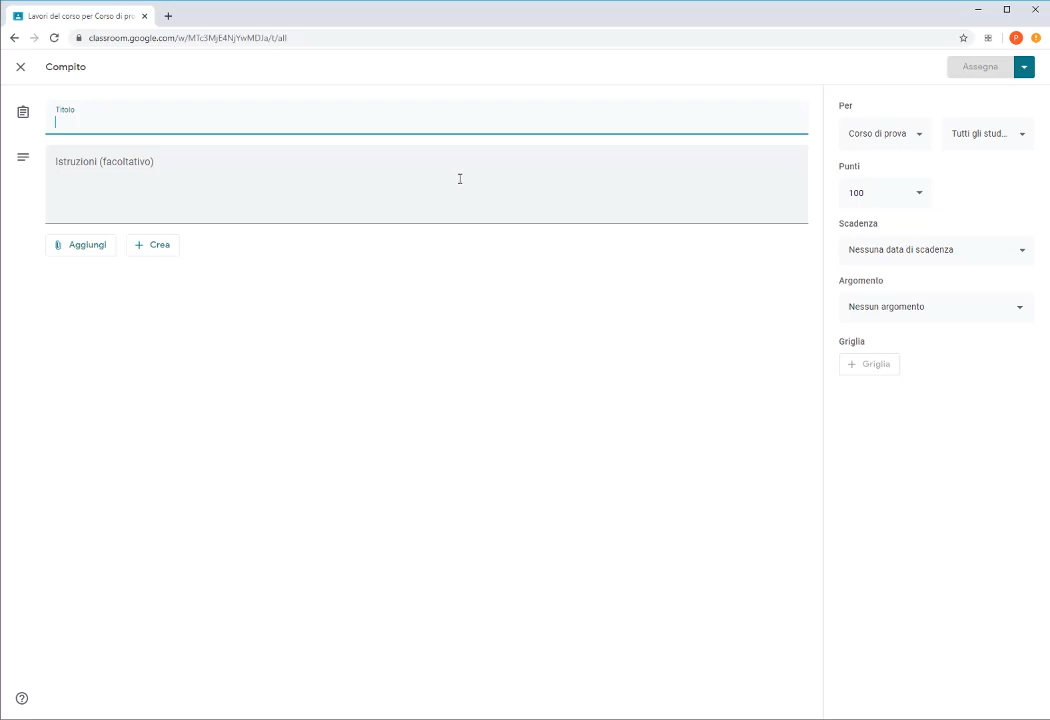 Lavori del corso per Corso di pro
classroom.google.com/w/MTc3MjE4NjYwMDJa/t/all
P
Compito
Assegna
Titolo
Istruzioni (facoltativo)
Aggiungi
Crea
Per
Corso di prova
Tutti gli stud...
Punti
100
Scadenza
Nessuna data di scadenza
Argomento
Nessun argomento
Griglia
Griglia